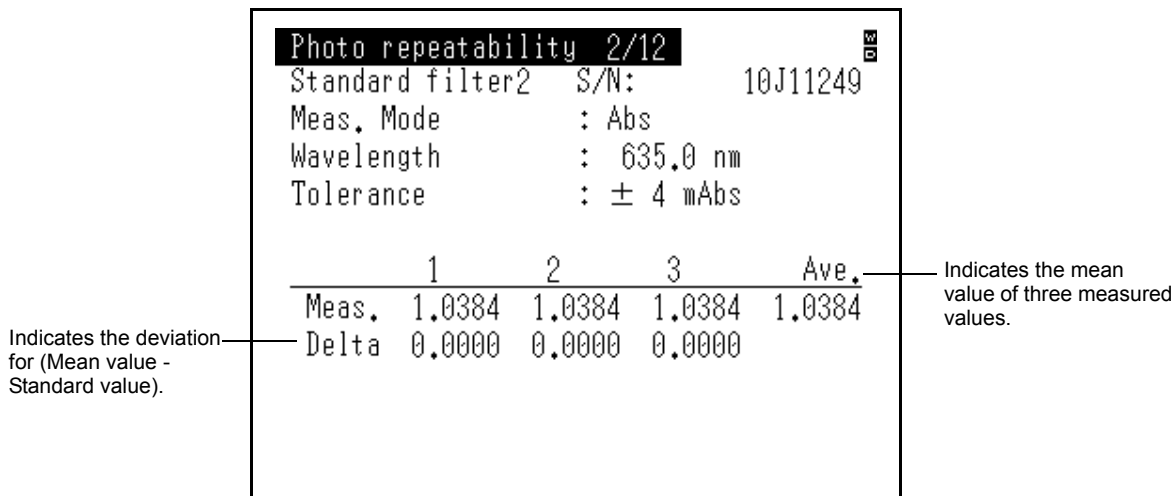 Photo repeatability 2/12 WD
Standard filter2 S/N: 10J11249
Meas. Mode : Abs
Wavelength : 635.0 nm
Tolerance : ± 4 mAbs
1 2 3 Ave.
Meas. 1.0384 1.0384 1.0384 1.0384
Delta 0.0000 0.0000 0.0000
Indicates the mean
value of three measured
values.
Indicates the deviation
for (Mean value -
Standard value).